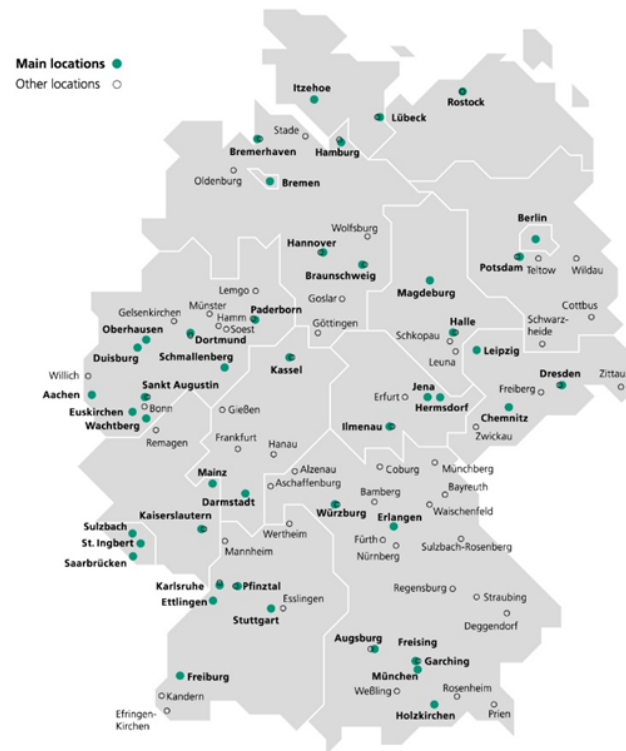 Main locations
Other locations
Itzehoe
Rostock
Lübeck
Stade
Bremerhaven
Hamburg
Oldenburg
Bremen
Wolfsburg
Berlin
Hannover
Braunschweig
Potsdam
Teltow
Wildau
Magdeburg
Lemgo
Goslar
Cottbus
Münster
Paderborn
Gelsenkirchen
Hamm
Soest
Göttingen
Halle
Schwarz-
heide
Oberhausen
Dortmund
Schkopau
Leipzig
Duisburg
Leuna
Schmallenberg
Kassel
Dresden
Zittau
Willich
Sankt Augustin
Jena
Freiberg
Aachen
Erfurt
Hermsdorf
Bonn
Euskirchen
Gießen
Chemnitz
Wachtberg
Ilmenau
Remagen
Zwickau
Frankfurt
Hanau
Mainz
Alzenau
Coburg
Münchberg
Aschaffenburg
Bayreuth
Darmstadt
Bamberg
Kaiserslautern
Würzburg
Waischenfeld
Sulzbach
Erlangen
St. Ingbert
Wertheim
Fürth
Mannheim
Nürnberg
Sulzbach-Rosenberg
Saarbrücken
Karlsruhe
Pfinztal
Regensburg
Straubing
Ettlingen
Esslingen
Stuttgart
Deggendorf
Augsburg
Freising
Garching
Freiburg
München
Weßling
Rosenheim
Kandern
Holzkirchen
Prien
Efringen-
Kirchen